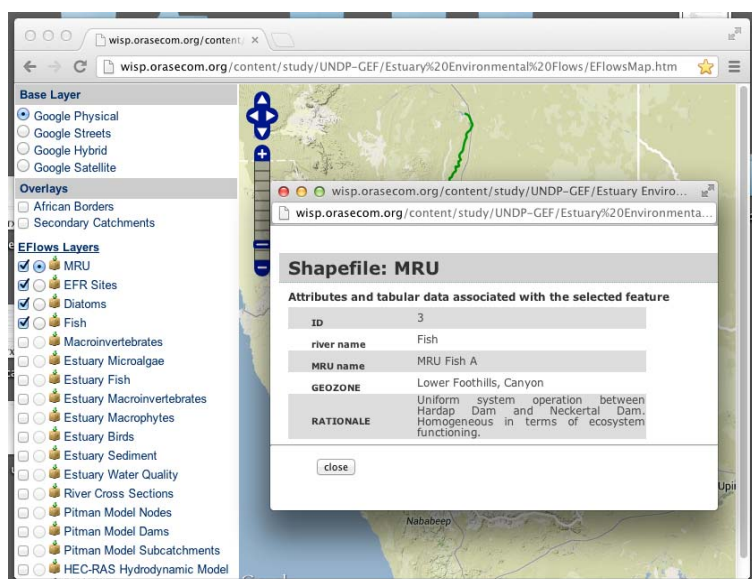 wisp.orasecom.org/content/
wisp.orasecom.org/content/study/UNDP-GEF/Estuary%20Environmental%20Flows/EFlowsMap.htm
Base Layer
Google Physical
Google Streets
Google Hybrid
Google Satellite
Overlays
African Borders
Secondary Catchments
EFlows Layers
MRU
EFR Sites
Diatoms
Fish
Macroinvertebrates
Estuary Microalgae
Estuary Fish
Estuary Macroinvertebrates
Estuary Macrophytes
Estuary Birds
Estuary Sediment
Estuary Water Quality
River Cross Sections
Pitman Model Nodes
Pitman Model Dams
Pitman Model Subcatchments
HEC-RAS Hydrodynamic Model
wisp.orasecom.org/content/study/UNDP-GEF/Estuary Enviro...
wisp.orasecom.org/content/study/UNDP-GEF/Estuary%20Environmenta...
Shapefile: MRU
Attributes and tabular data associated with the selected feature
ID 3
river name Fish
MRU name MRU Fish A
GEOZONE Lower Foothills, Canyon
RATIONALE Uniform system operation between
Hardap Dam and Neckertal Dam.
Homogeneous in terms of ecosystem
functioning.
close
Upi
Nababeep